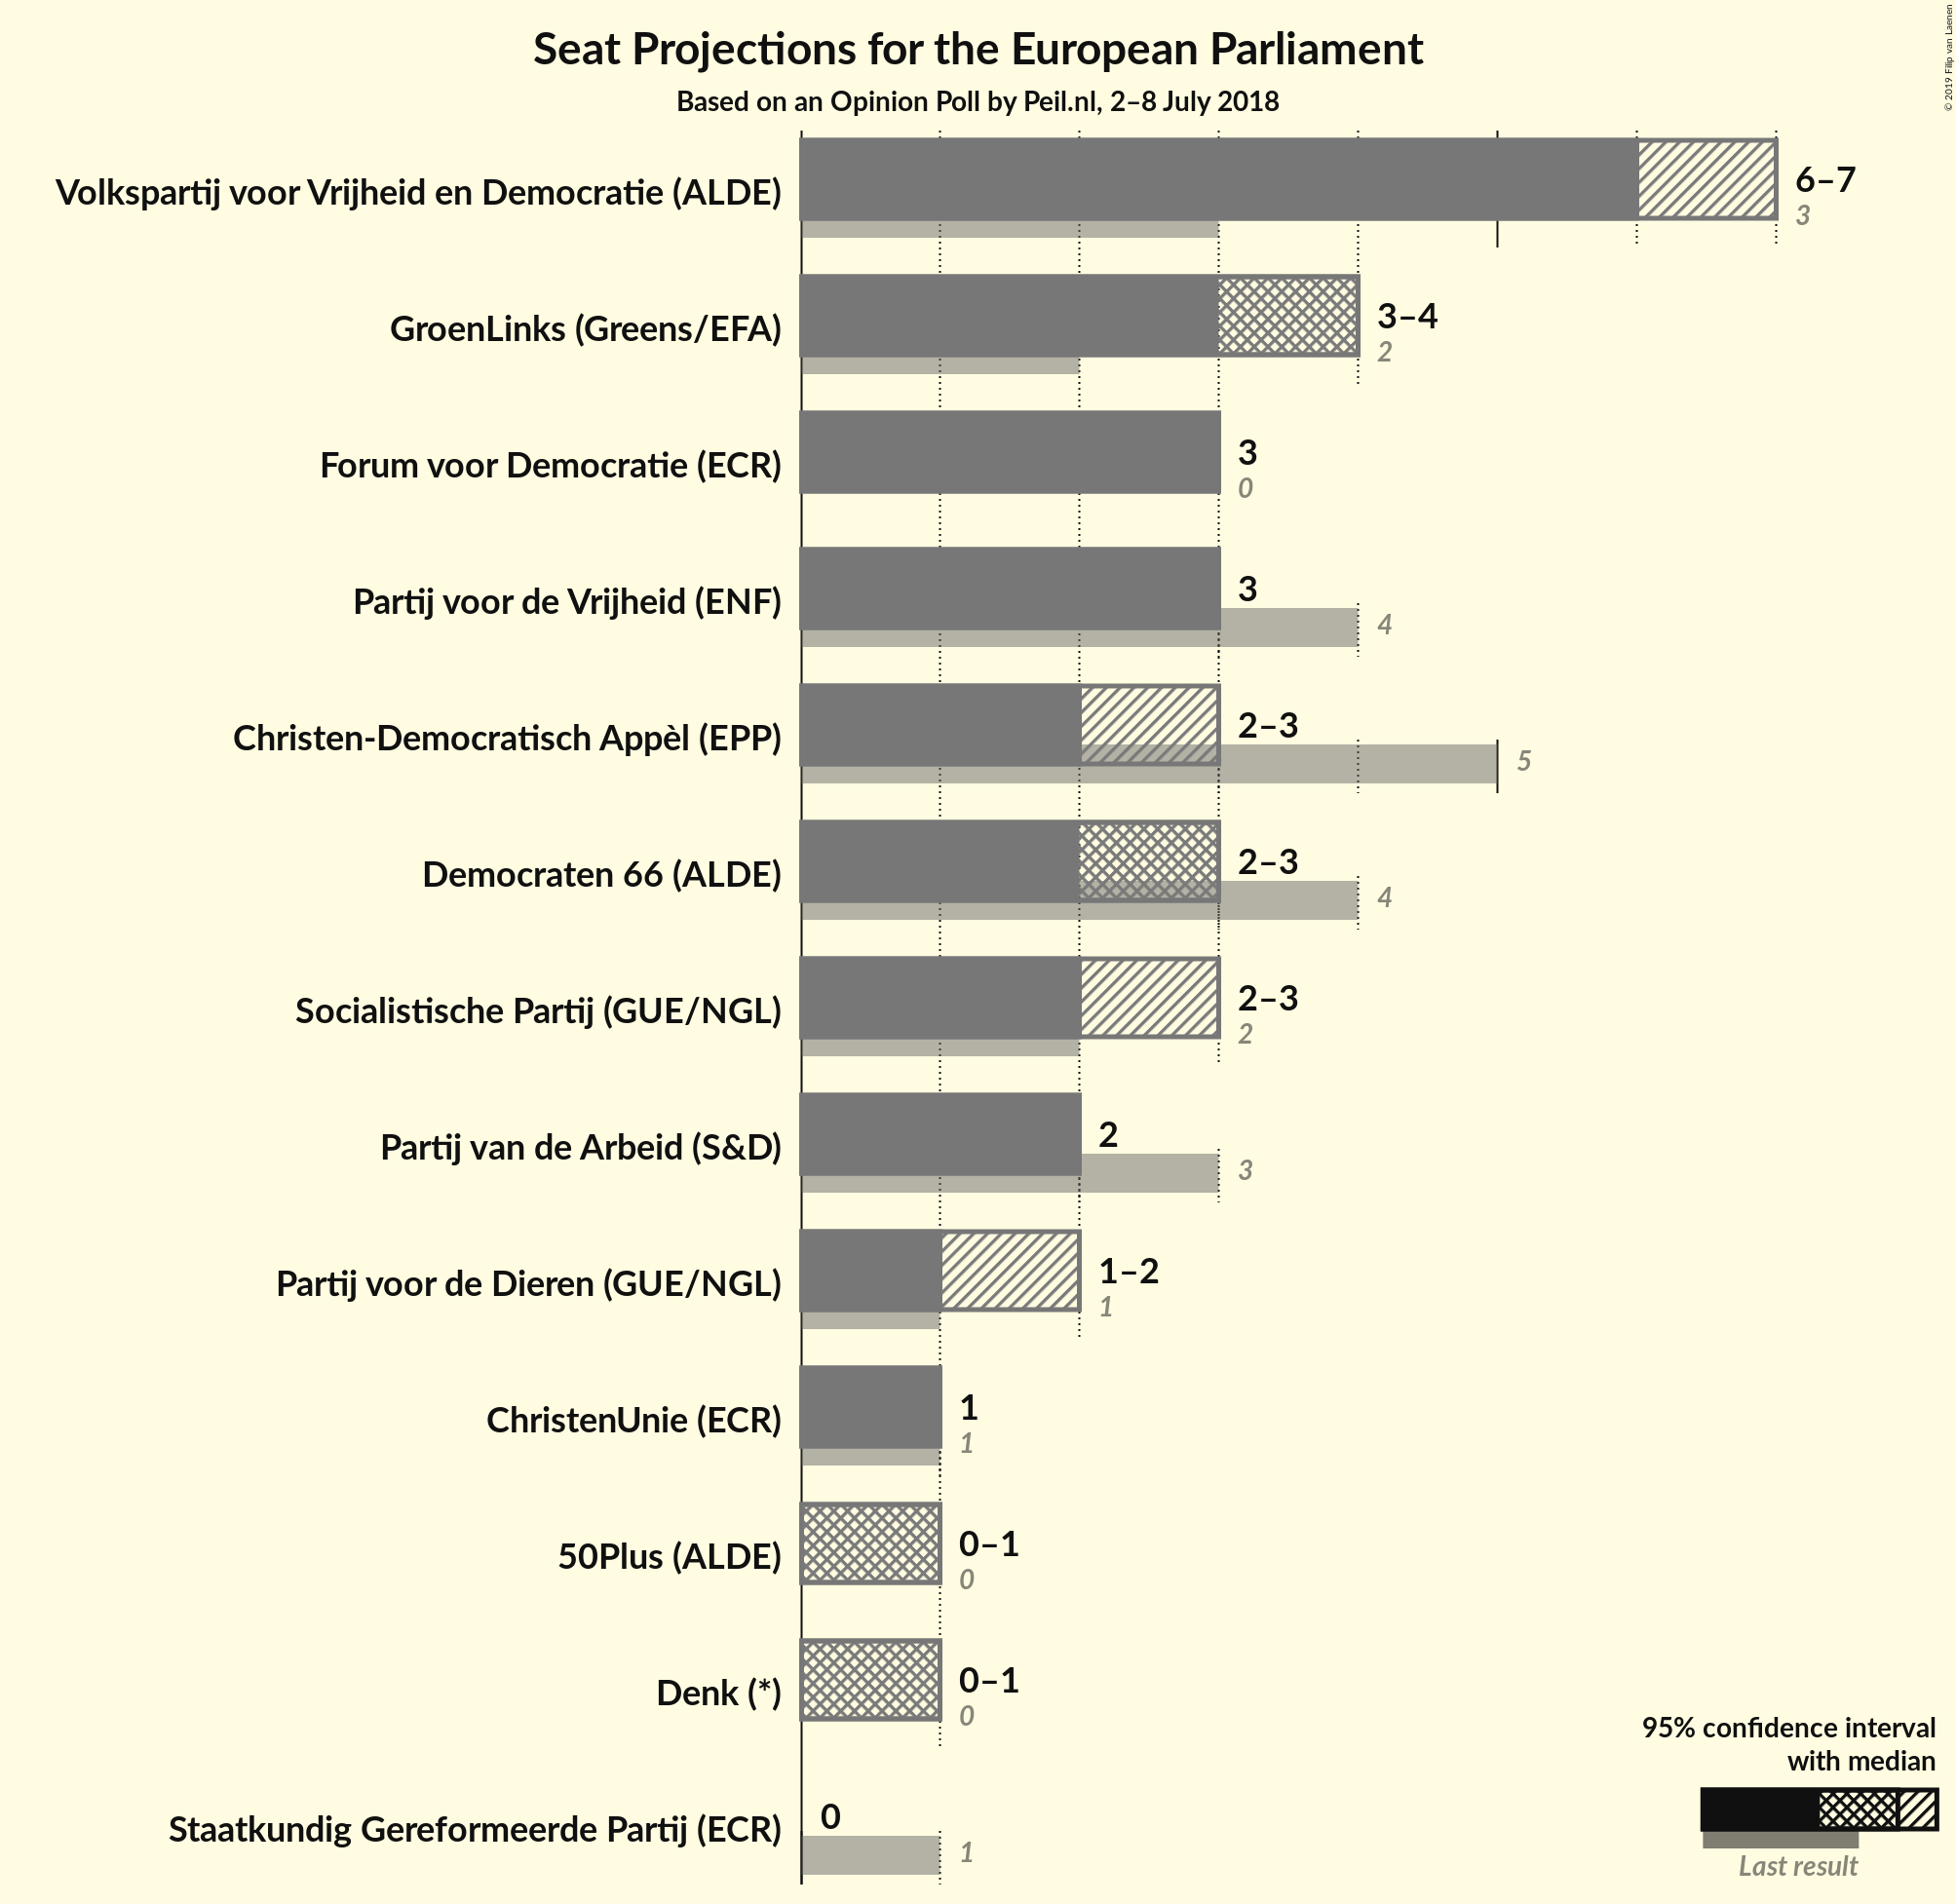 Seat Projections for the European Parliament
Based on an Opinion Poll by Peil.nl, 2–8 July 2018
© 2019 Filip van Laenen
Volkspartij voor Vrijheid en Democratie (ALDE)
6–7
3
GroenLinks (Greens/EFA)
3–4
2
Forum voor Democratie (ECR)
3
0
Partij voor de Vrijheid (ENF)
3
4
Christen-Democratisch Appèl (EPP)
2–3
5
Democraten 66 (ALDE)
2–3
4
Socialistische Partij (GUE/NGL)
2–3
2
Partij van de Arbeid (S&D)
2
3
Partij voor de Dieren (GUE/NGL)
1–2
1
ChristenUnie (ECR)
1
1
50Plus (ALDE)
0–1
0
Denk (*)
0–1
0
Staatkundig Gereformeerde Partij (ECR)
0
1
95% confidence interval
with median
Last result